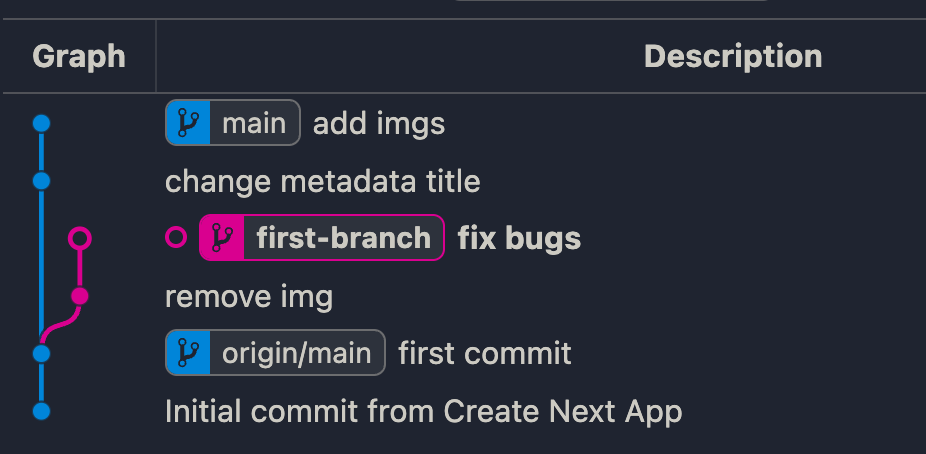 Graph Description
main add imgs
change metadata title
first-branch fix bugs
remove img
origin/main first commit
Initial commit from Create Next App